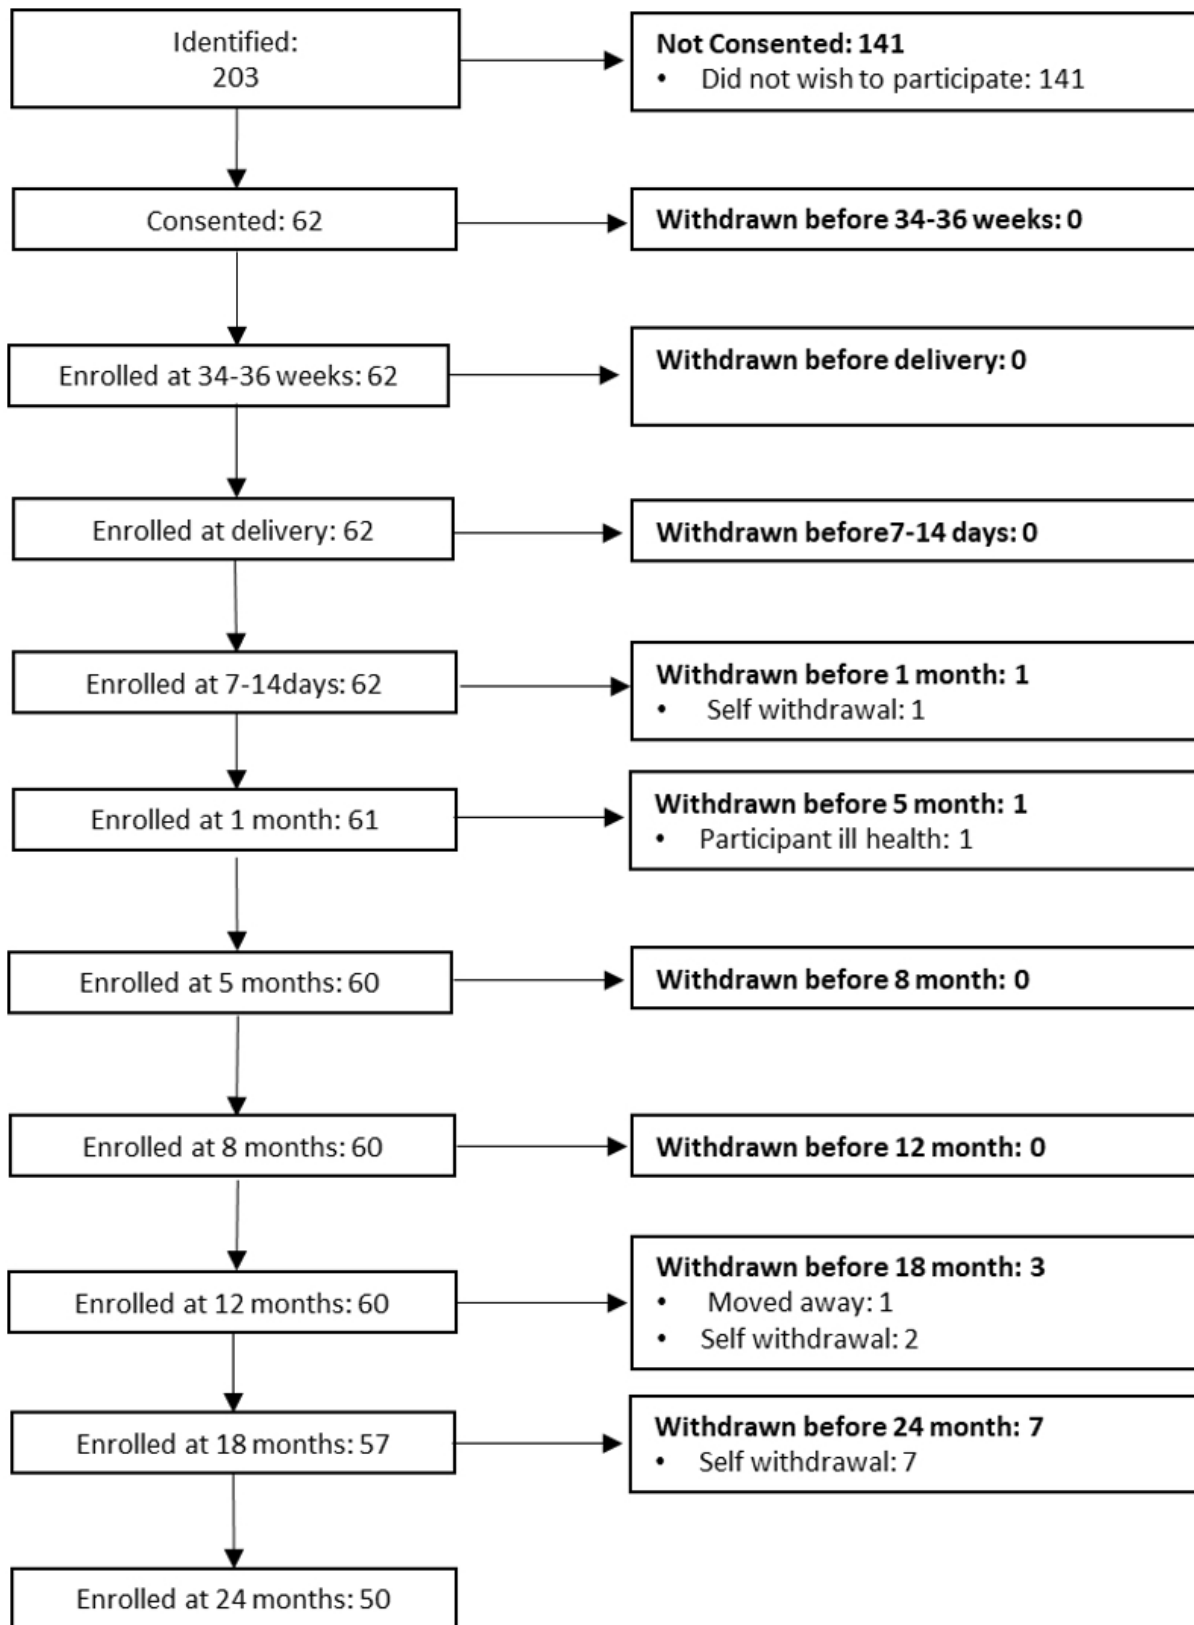 Identified:
203
Not Consented: 141
• Did not wish to participate: 141
Consented: 62
Withdrawn before 34-36 weeks: 0
Enrolled at 34-36 weeks: 62
Withdrawn before delivery: 0
Enrolled at delivery: 62
Withdrawn before7-14 days: 0
Enrolled at 7-14days: 62
Withdrawn before 1 month: 1
• Self withdrawal: 1
Enrolled at 1 month: 61
Withdrawn before 5 month: 1
• Participant ill health: 1
Enrolled at 5 months: 60
Withdrawn before 8 month: 0
Enrolled at 8 months: 60
Withdrawn before 12 month: 0
Enrolled at 12 months: 60
Withdrawn before 18 month: 3
• Moved away: 1
• Self withdrawal: 2
Enrolled at 18 months: 57
Withdrawn before 24 month: 7
• Self withdrawal: 7
Enrolled at 24 months: 50